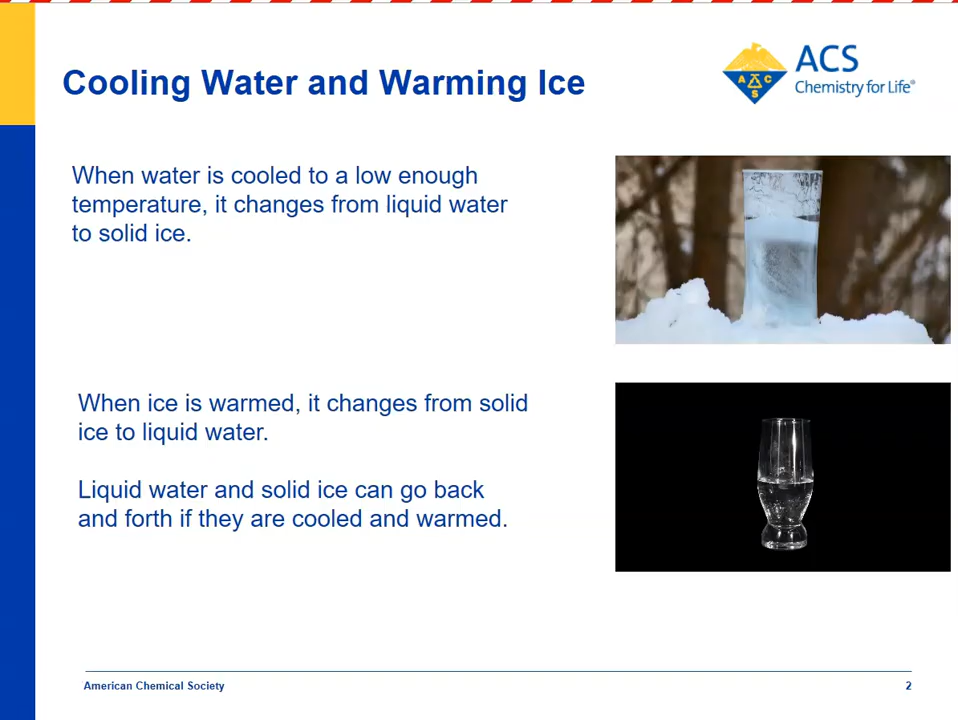 Cooling Water and Warming Ice
A C
S
ACS
Chemistry for Life®
When water is cooled to a low enough
temperature, it changes from liquid water
to solid ice.
When ice is warmed, it changes from solid
ice to liquid water.
Liquid water and solid ice can go back
and forth if they are cooled and warmed.
American Chemical Society
2